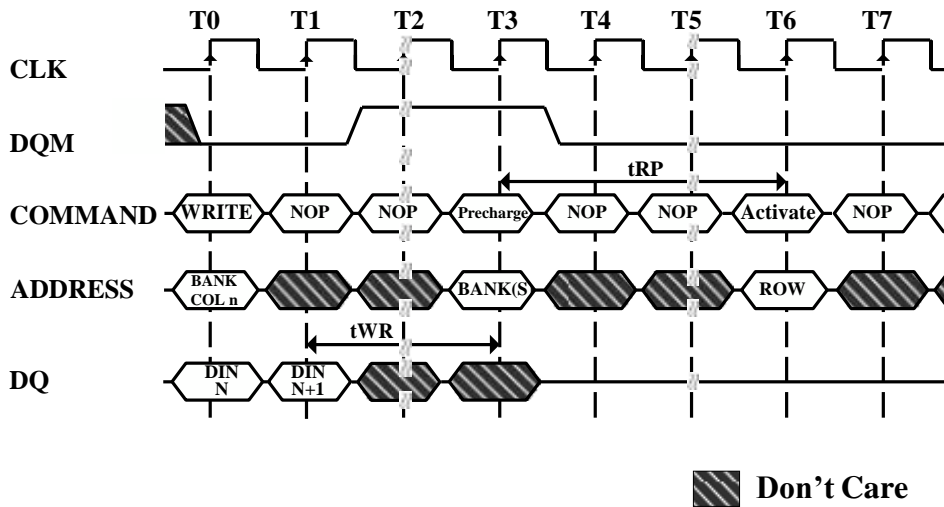 T0 T1 T2 T3 T4 T5 T6 T7
CLK
DQM
tRP
COMMAND WRITE NOP NOP Precharge NOP NOP Activate NOP
ADDRESS BANK COL n BANK(S ROW
tWR
DQ DIN N DIN N+1
Don't Care